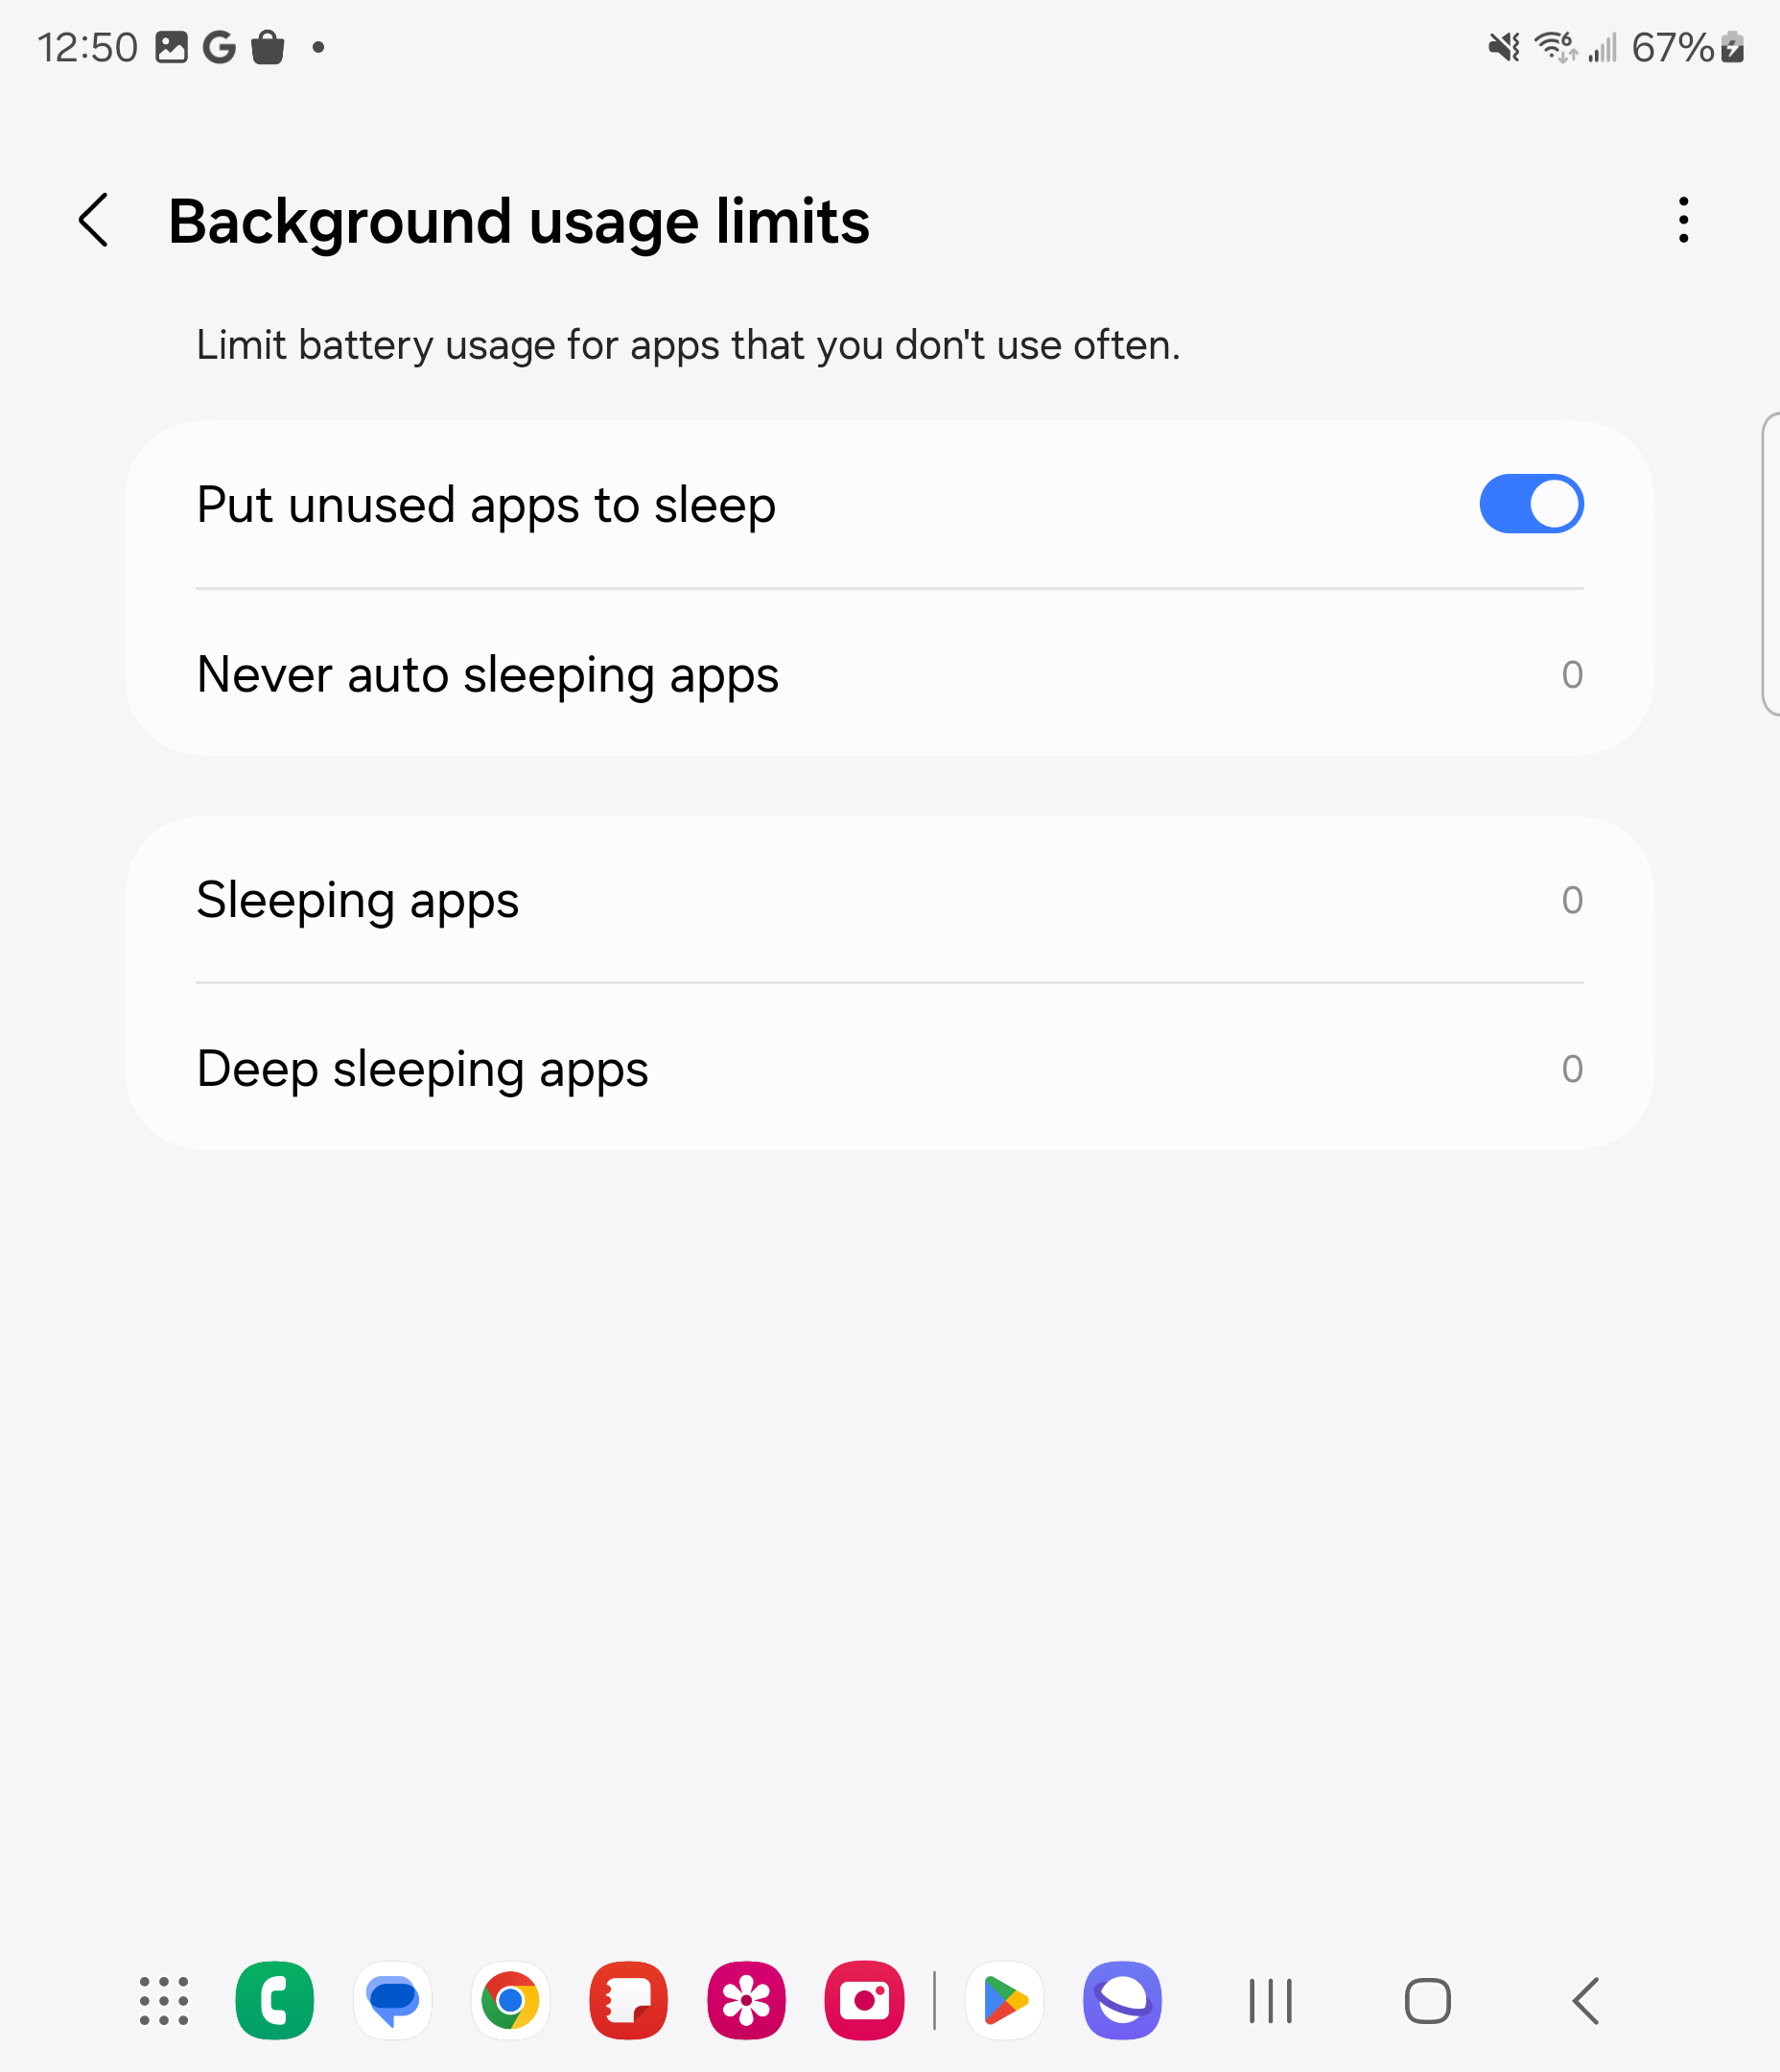 12:50
67%
Background usage limits
Limit battery usage for apps that you don't use often.
Put unused apps to sleep
Never auto sleeping apps 0
Sleeping apps 0
Deep sleeping apps 0